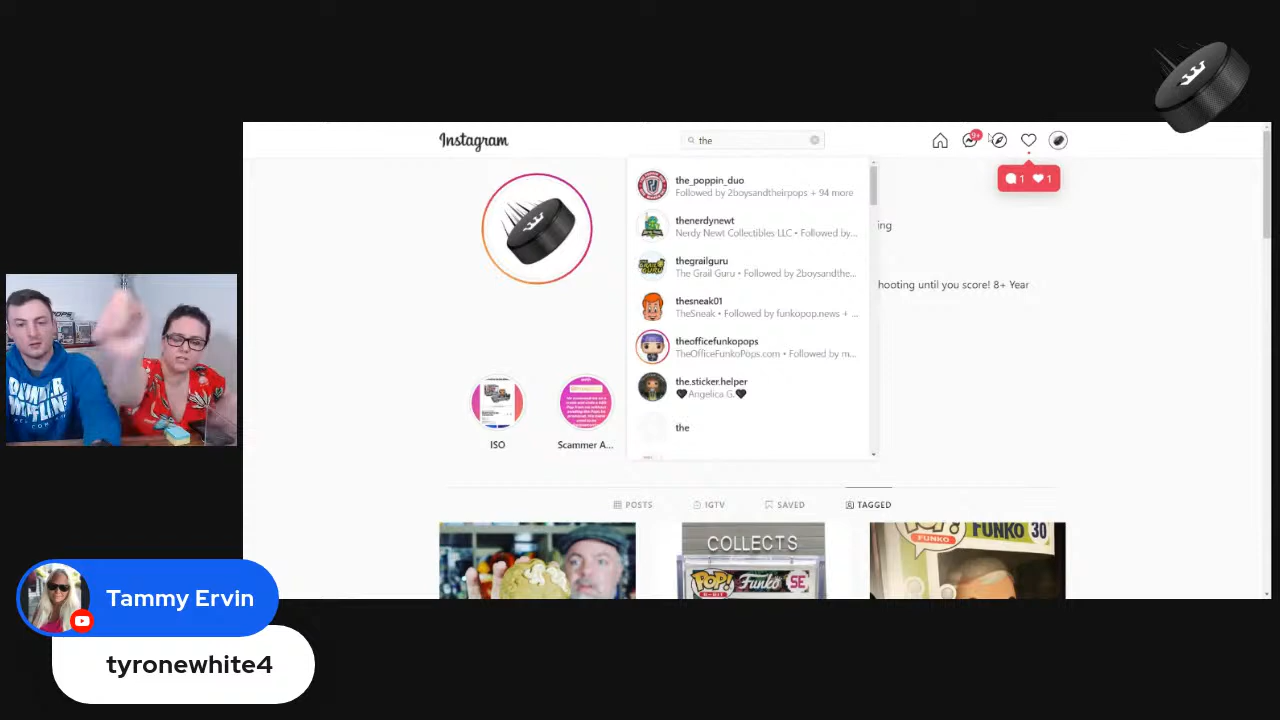 Instagram
the
9+
1 1
the_poppin_duo
Followed by 2boysandtheirpops + 94 more
thenerdynewt
Nerdy Newt Collectibles LLC • Followed by...
thegrailguru
The Grail Guru • Followed by 2boysandthe...
thesneak01
TheSneak • Followed by funkopop.news + ...
theofficefunkopops
TheOfficeFunkoPops.com • Followed by m...
the.sticker.helper
🖤Angelica G.🖤
the
ing
hooting until you score! 8+ Year
ISO
Scammer A...
POSTS
IGTV
SAVED
TAGGED
COLLECTS
POP! Funko SE
POP! FUNKO 30
FUNKO
Tammy Ervin
tyronewhite4